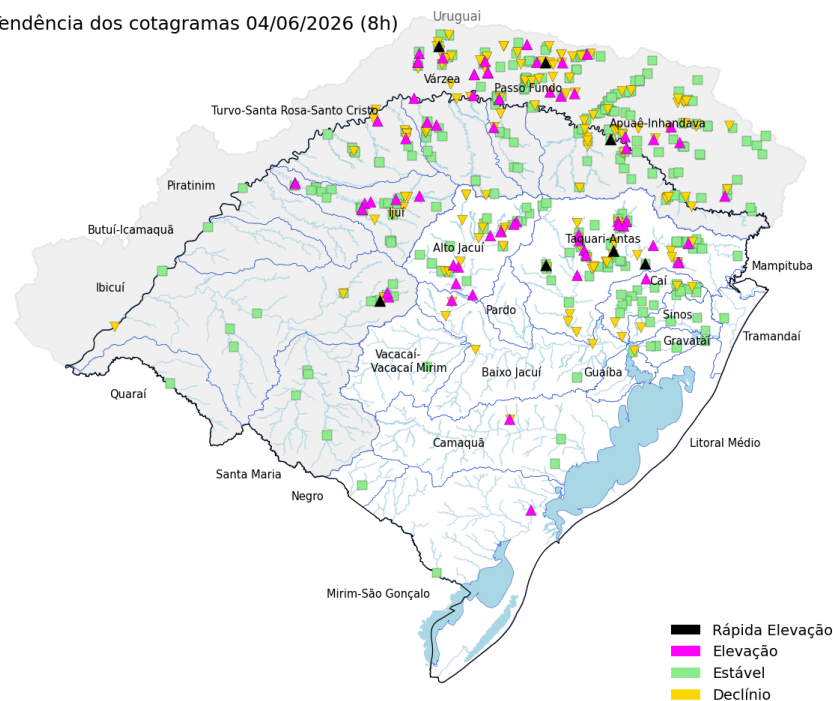 endência dos cotagramas 04/06/2026 (8h)
Uruguai
Várzea
Passo Fundo
Turvo-Santa Rosa-Santo Cristo
Apuaê-Inhandava
Piratinim
Ijuí
Butuí-Icamaquã
Alto Jacuí
Taquari-Antas
Mampituba
Ibicuí
Caí
Pardo
Sinos
Tramandaí
Gravataí
Vacacaí-
Vacacaí Mirim
Baixo Jacuí
Guaíba
Quaraí
Camaquã
Litoral Médio
Santa Maria
Negro
Mirim-São Gonçalo
Rápida Elevação
Elevação
Estável
Declínio